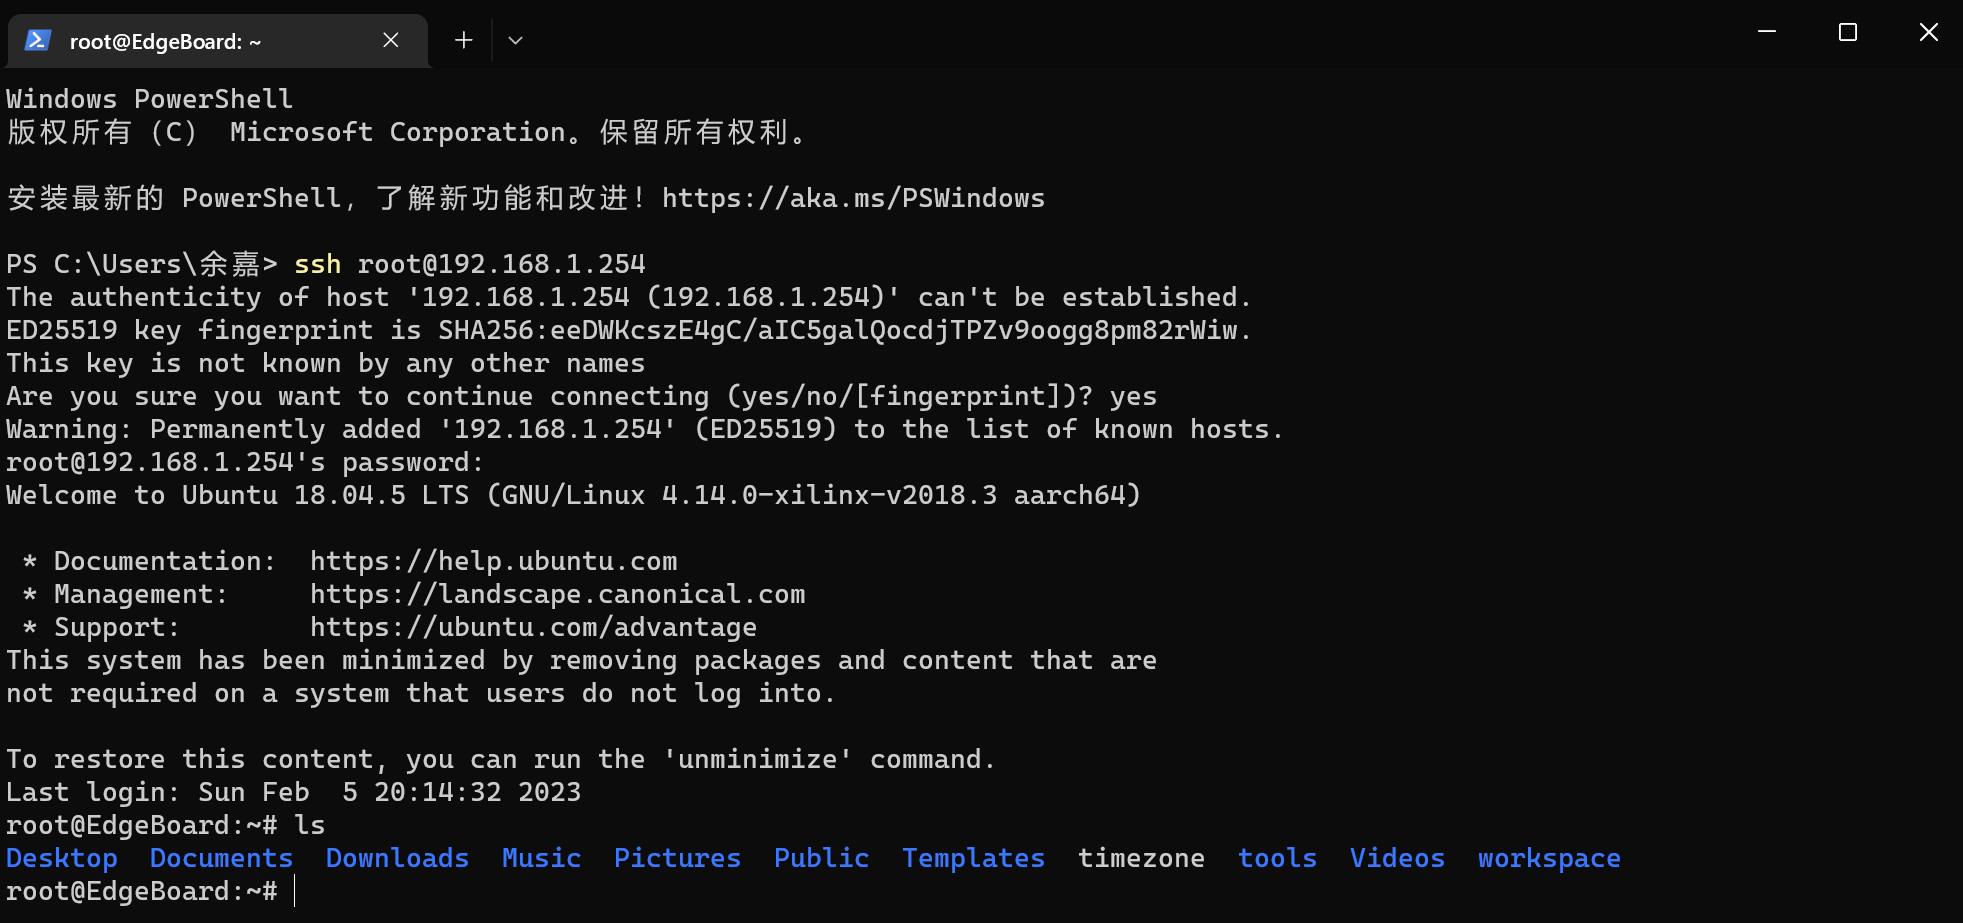 root@EdgeBoard: ~
Windows PowerShell
版权所有（C） Microsoft Corporation。保留所有权利。
安装最新的 PowerShell，了解新功能和改进！https://aka.ms/PSWindows
PS C:\Users\余嘉> ssh root@192.168.1.254
The authenticity of host '192.168.1.254 (192.168.1.254)' can't be established.
ED25519 key fingerprint is SHA256:eeDWKcszE4gC/aIC5galQocdjTPZv9oogg8pm82rWiw.
This key is not known by any other names
Are you sure you want to continue connecting (yes/no/[fingerprint])? yes
Warning: Permanently added '192.168.1.254' (ED25519) to the list of known hosts.
root@192.168.1.254's password:
Welcome to Ubuntu 18.04.5 LTS (GNU/Linux 4.14.0-xilinx-v2018.3 aarch64)
* Documentation:  https://help.ubuntu.com
* Management:     https://landscape.canonical.com
* Support:        https://ubuntu.com/advantage
This system has been minimized by removing packages and content that are
not required on a system that users do not log into.
To restore this content, you can run the 'unminimize' command.
Last login: Sun Feb  5 20:14:32 2023
root@EdgeBoard:~# ls
Desktop  Documents  Downloads  Music  Pictures  Public  Templates  timezone  tools  Videos  workspace
root@EdgeBoard:~#